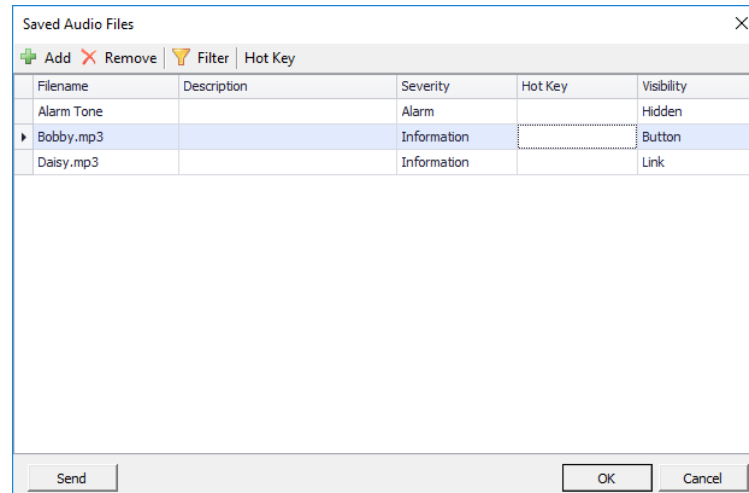 Saved Audio Files
Add Remove Filter Hot Key
Filename Description Severity Hot Key Visibility
Alarm Tone Alarm Hidden
Bobby.mp3 Information Button
Daisy.mp3 Information Link
Send OK Cancel